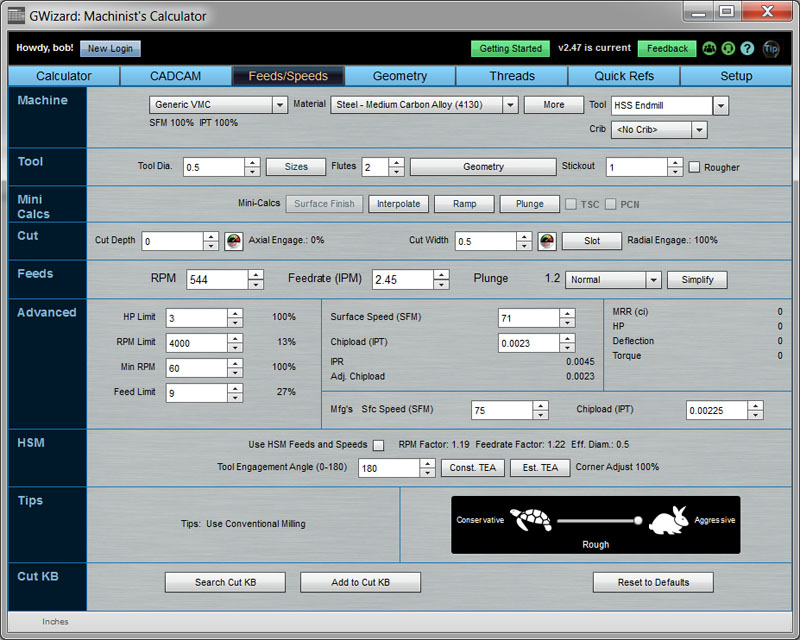 GWizard: Machinist's Calculator
Howdy, bob! New Login Getting Started v2.47 is current Feedback ? Tip
Calculator CADCAM Feeds/Speeds Geometry Threads Quick Refs Setup
Machine Generic VMC Material Steel - Medium Carbon Alloy (4130) More Tool HSS Endmill
SFM 100% IPT 100% Crib <No Crib>
Tool Tool Dia. 0.5 Sizes Flutes 2 Geometry Stickout 1 Rougher
Mini Calcs Mini-Calcs Surface Finish Interpolate Ramp Plunge TSC PCN
Cut Cut Depth 0 Axial Engage.: 0% Cut Width 0.5 Slot Radial Engage.: 100%
Feeds RPM 544 Feedrate (IPM) 2.45 Plunge 1.2 Normal Simplify
Advanced
HP Limit 3 100%
RPM Limit 4000 13%
Min RPM 60 100%
Feed Limit 9 27%
Surface Speed (SFM) 71
Chipload (IPT) 0.0023
IPR 0.0045
Adj. Chipload 0.0023
MRR (ci) 0
HP 0
Deflection 0
Torque 0
Mfg's Sfc Speed (SFM) 75 Chipload (IPT) 0.00225
HSM Use HSM Feeds and Speeds RPM Factor: 1.19 Feedrate Factor: 1.22 Eff. Diam.: 0.5
Tool Engagement Angle (0-180) 180 Const. TEA Est. TEA Corner Adjust 100%
Tips Tips: Use Conventional Milling Conservative Aggressive
Rough
Cut KB Search Cut KB Add to Cut KB Reset to Defaults
Inches